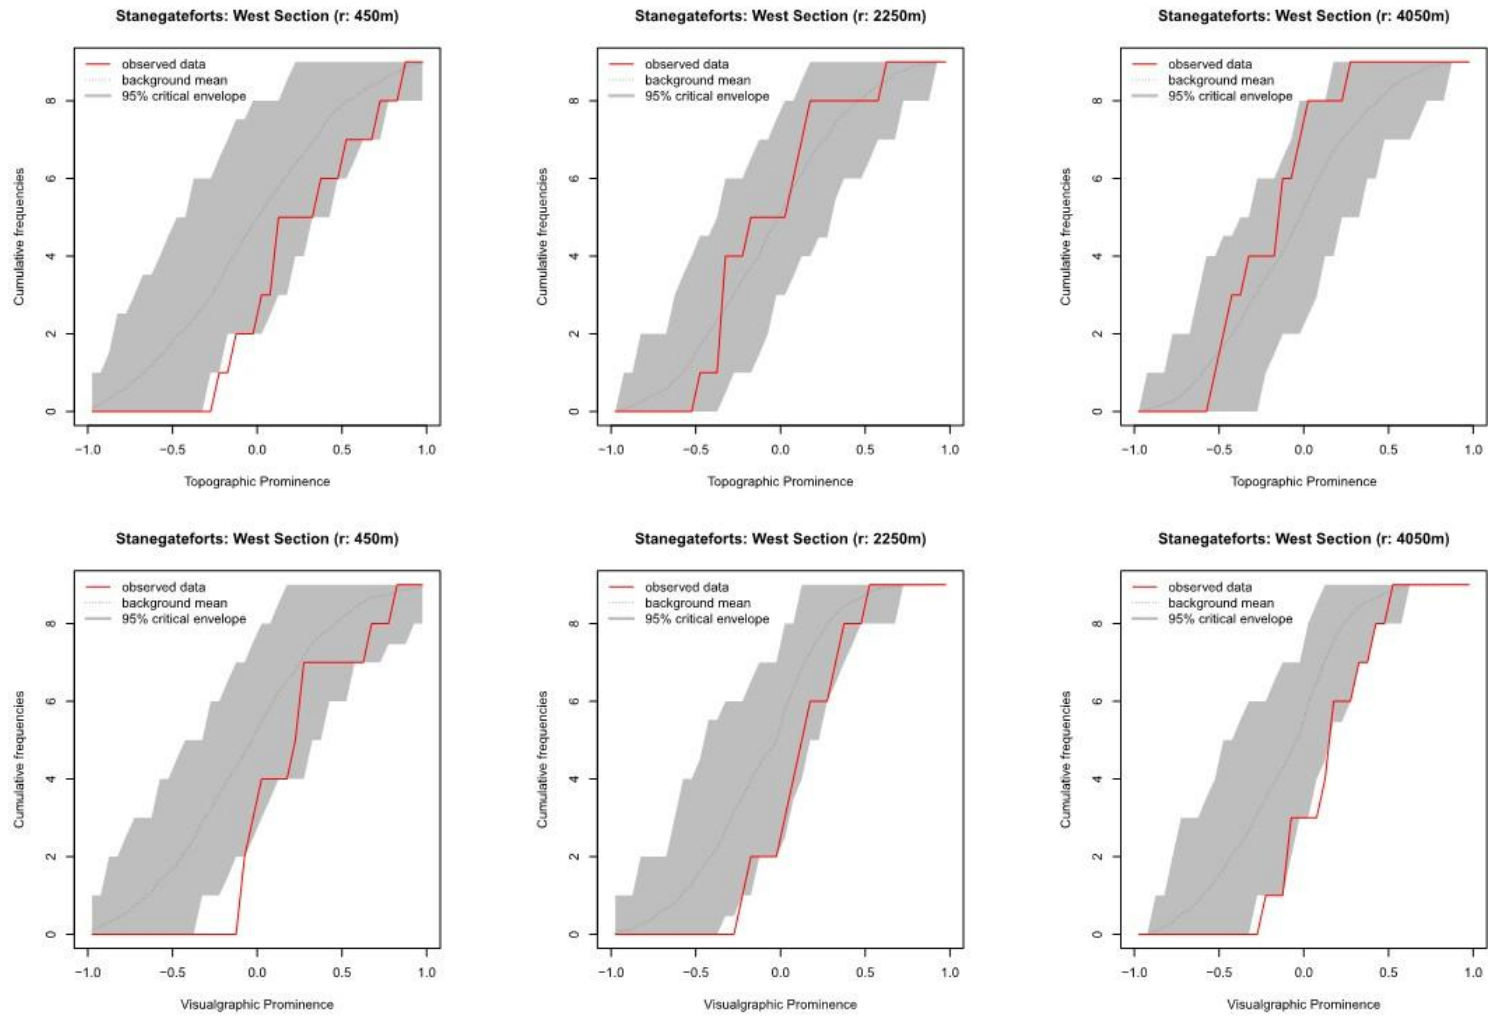 Stanegateforts: West Section (r: 450m)
observed data
background mean
95% critical envelope
Cumulative frequencies
0 2 4 6 8
−1.0 −0.5 0.0 0.5 1.0
Topographic Prominence
Stanegateforts: West Section (r: 2250m)
observed data
background mean
95% critical envelope
Cumulative frequencies
0 2 4 6 8
−1.0 −0.5 0.0 0.5 1.0
Topographic Prominence
Stanegateforts: West Section (r: 4050m)
observed data
background mean
95% critical envelope
Cumulative frequencies
0 2 4 6 8
−1.0 −0.5 0.0 0.5 1.0
Topographic Prominence
Stanegateforts: West Section (r: 450m)
observed data
background mean
95% critical envelope
Cumulative frequencies
0 2 4 6 8
−1.0 −0.5 0.0 0.5 1.0
Visualgraphic Prominence
Stanegateforts: West Section (r: 2250m)
observed data
background mean
95% critical envelope
Cumulative frequencies
0 2 4 6 8
−1.0 −0.5 0.0 0.5 1.0
Visualgraphic Prominence
Stanegateforts: West Section (r: 4050m)
observed data
background mean
95% critical envelope
Cumulative frequencies
0 2 4 6 8
−1.0 −0.5 0.0 0.5 1.0
Visualgraphic Prominence